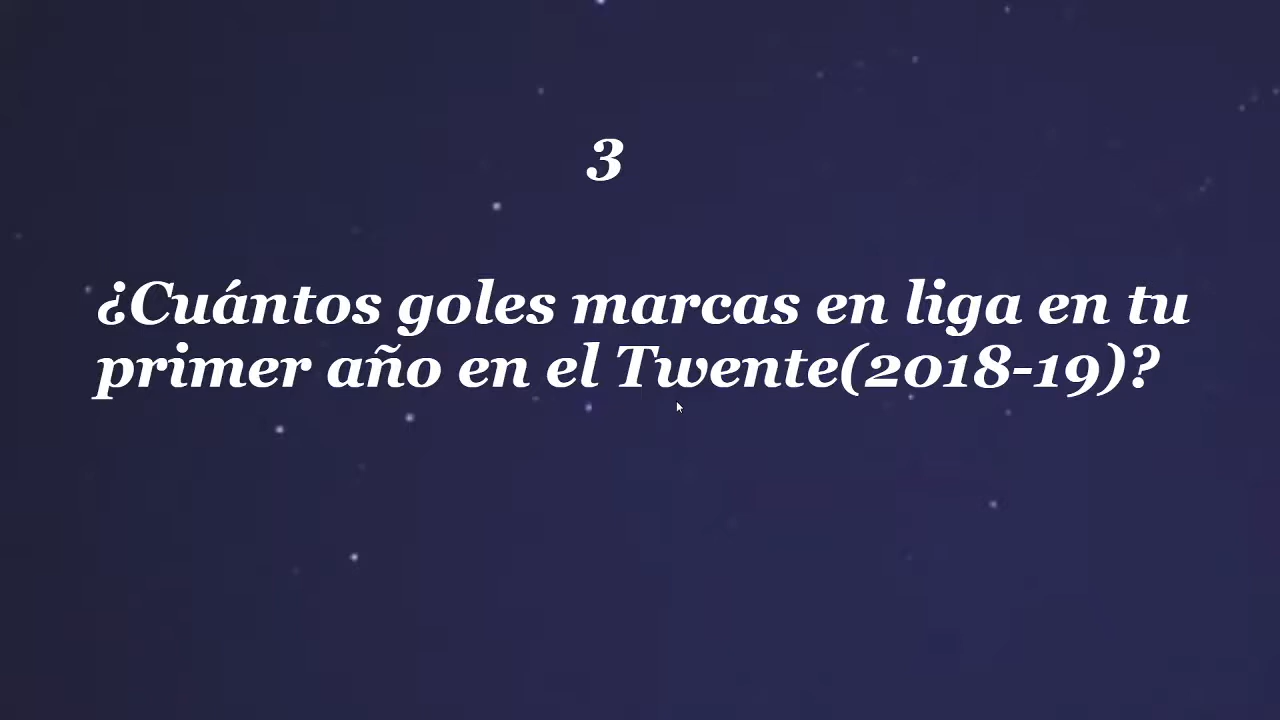 3
¿Cuántos goles marcas en liga en tu
primer año en el Twente(2018-19)?